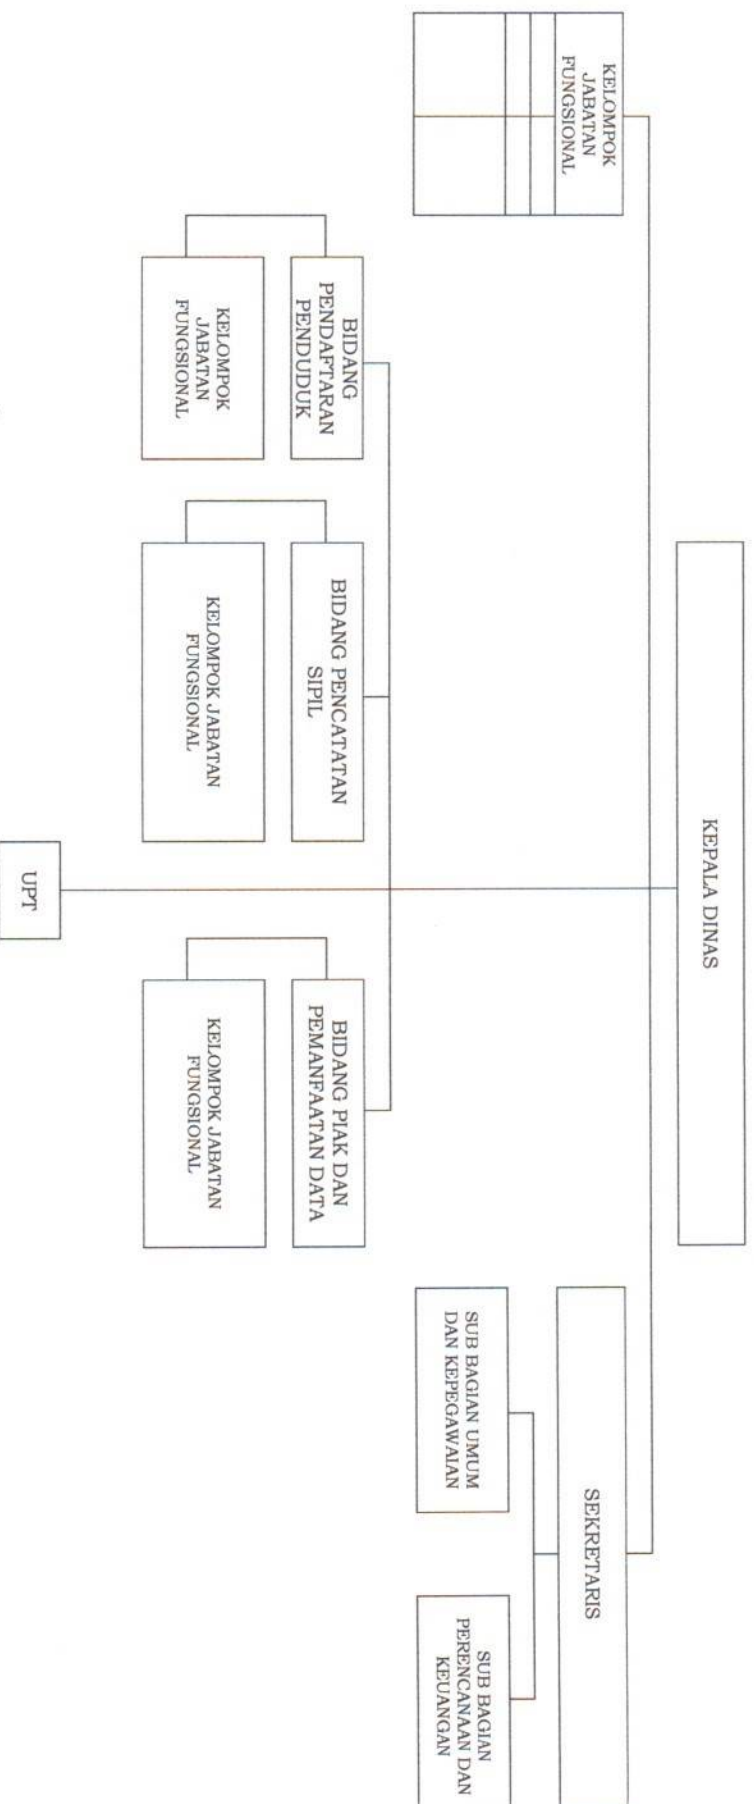 KEPALA DINAS
KELOMPOK
JABATAN
FUNGSIONAL
SEKRETARIS
SUB BAGIAN UMUM
DAN KEPEGAWAIAN
SUB BAGIAN
PERENCANAAN DAN
KEUANGAN
BIDANG
PENDAFTARAN
PENDUDUK
BIDANG PENCATATAN
SIPIL
BIDANG PIAK DAN
PEMANFAATAN DATA
KELOMPOK
JABATAN
FUNGSIONAL
KELOMPOK JABATAN
FUNGSIONAL
KELOMPOK JABATAN
FUNGSIONAL
UPT